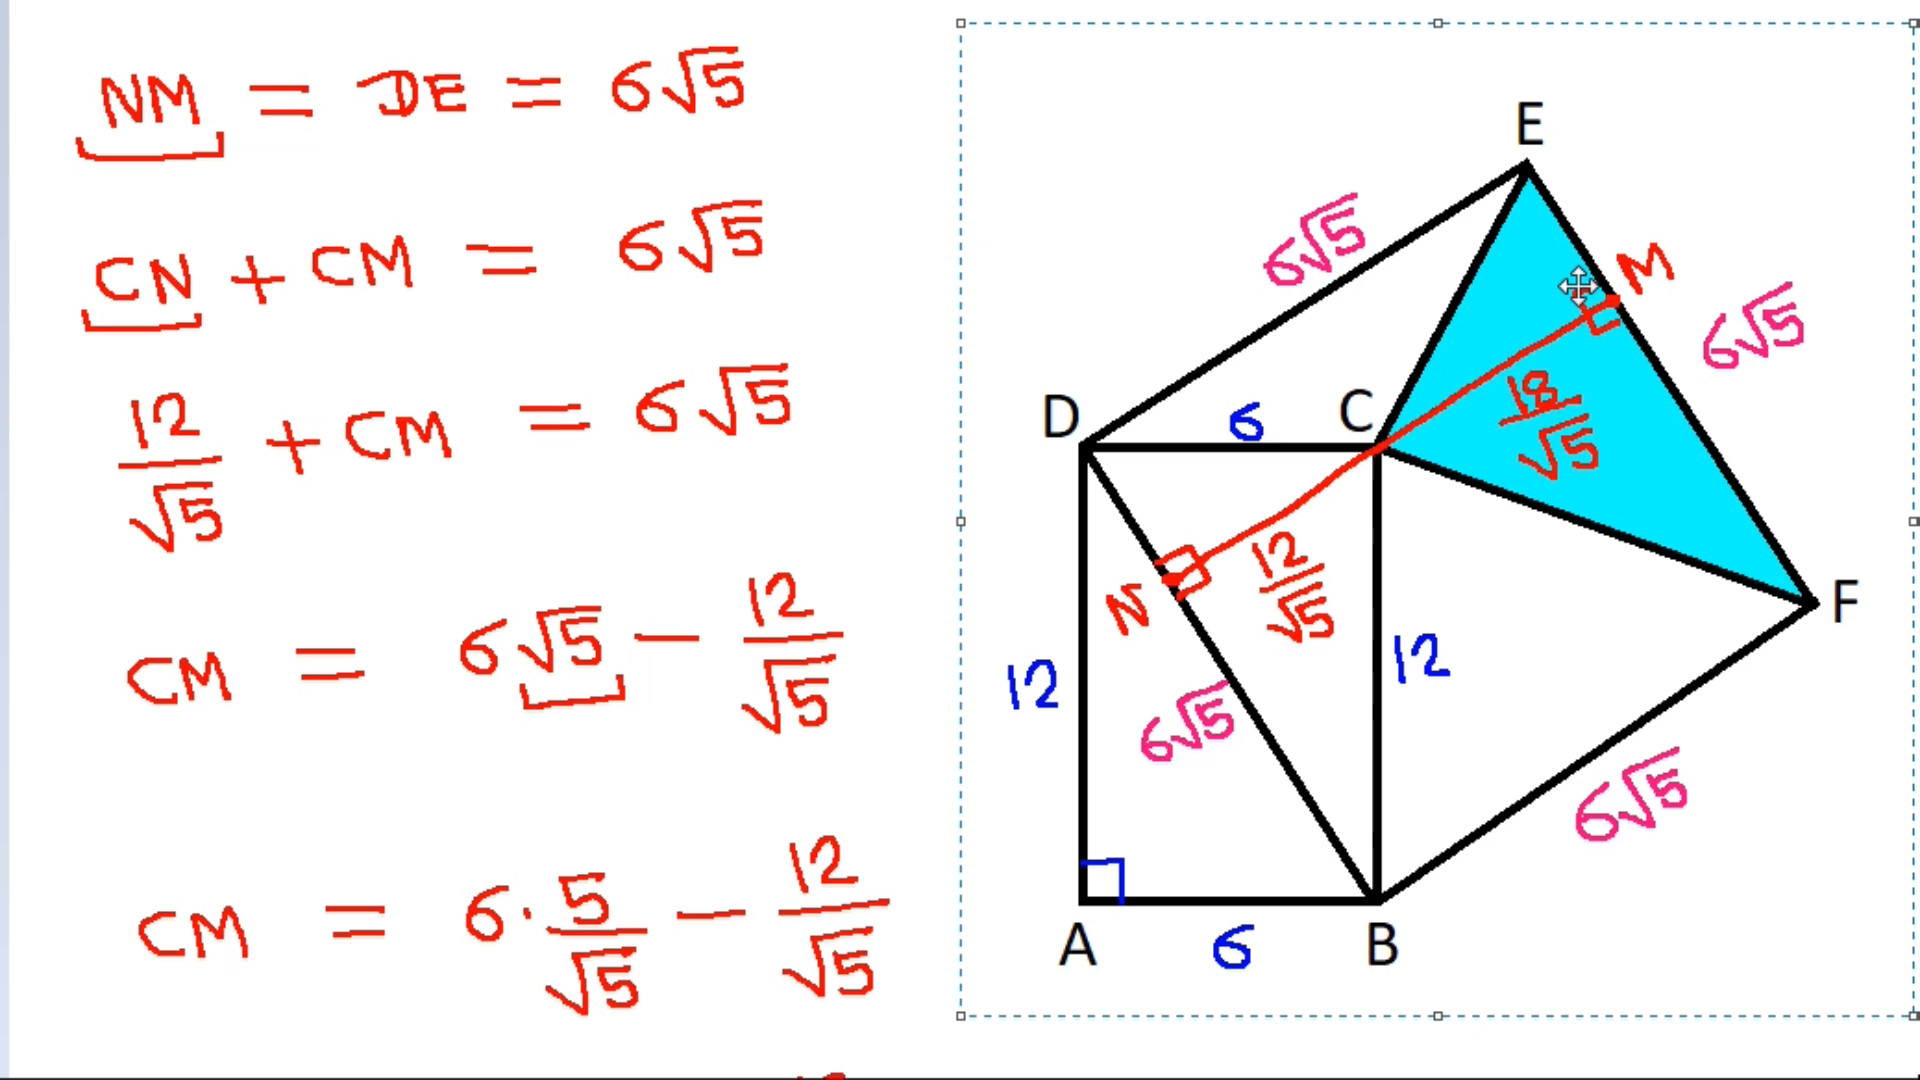 NM = DE = 6√5
CN + CM = 6√5
12/√5 + CM = 6√5
CM = 6√5 − 12/√5
CM = 6·5/√5 − 12/√5
E
6√5
M
6√5
D
6
C
18/√5
N
12/√5
F
12
12
6√5
6√5
A
6
B